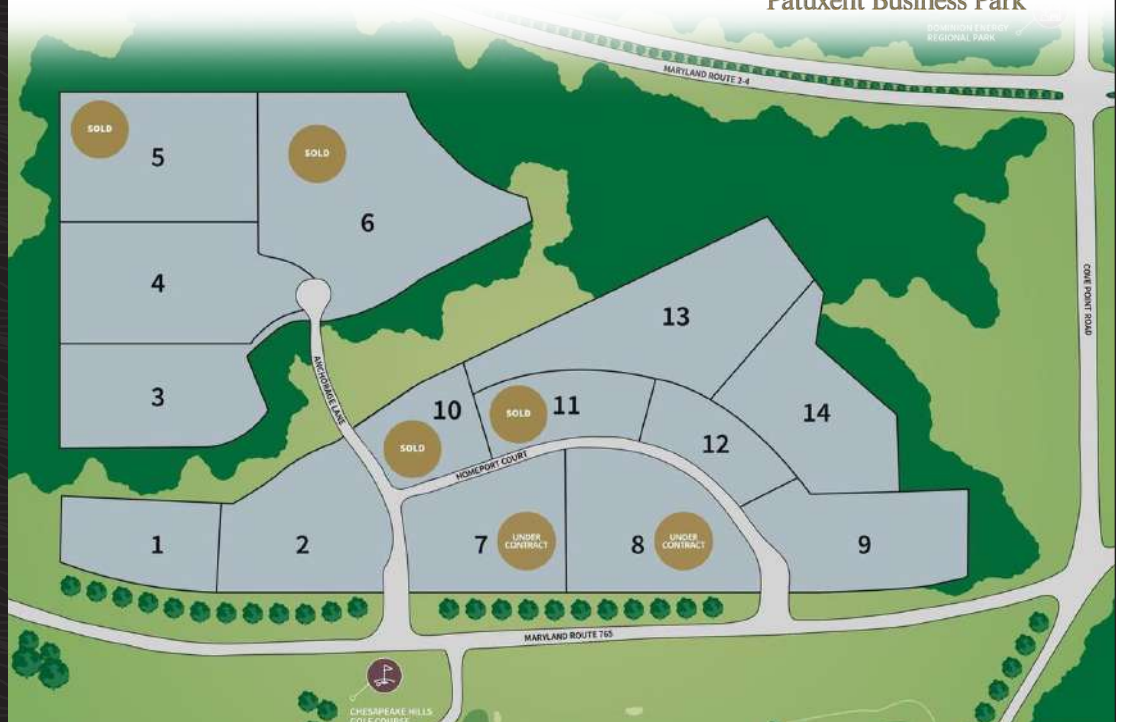 Patuxent Business Park
DOMINION ENERGY
REGIONAL PARK
MARYLAND ROUTE 2-4
SOLD
5
SOLD
6
4
COVE POINT ROAD
13
3
ANCHORAGE LANE
10
SOLD
11
14
SOLD
12
HOMEPORT COURT
1
2
7
UNDER
CONTRACT
8
UNDER
CONTRACT
9
MARYLAND ROUTE 765
CHESAPEAKE HILLS
GOLF COURSE